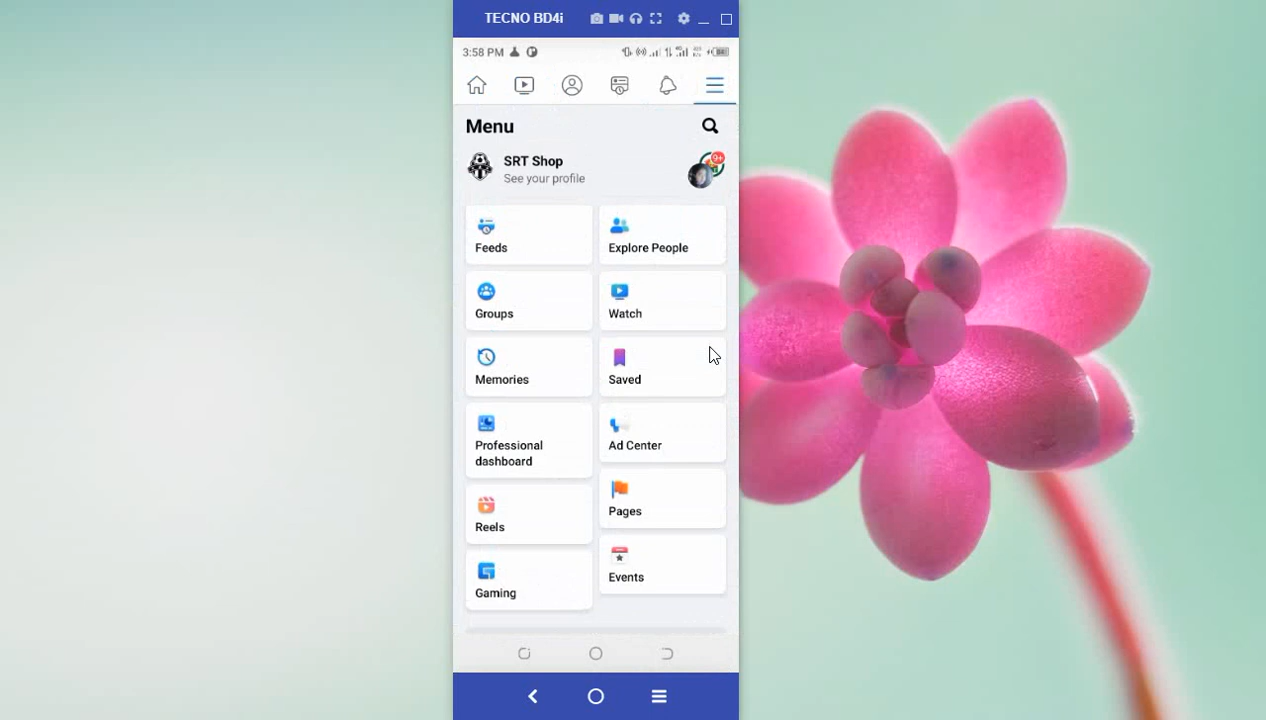 TECNO BD4i
3:58 PM
Menu
SRT Shop
See your profile
9+
Feeds
Explore People
Groups
Watch
Memories
Saved
Professional
dashboard
Ad Center
Reels
Pages
Gaming
Events